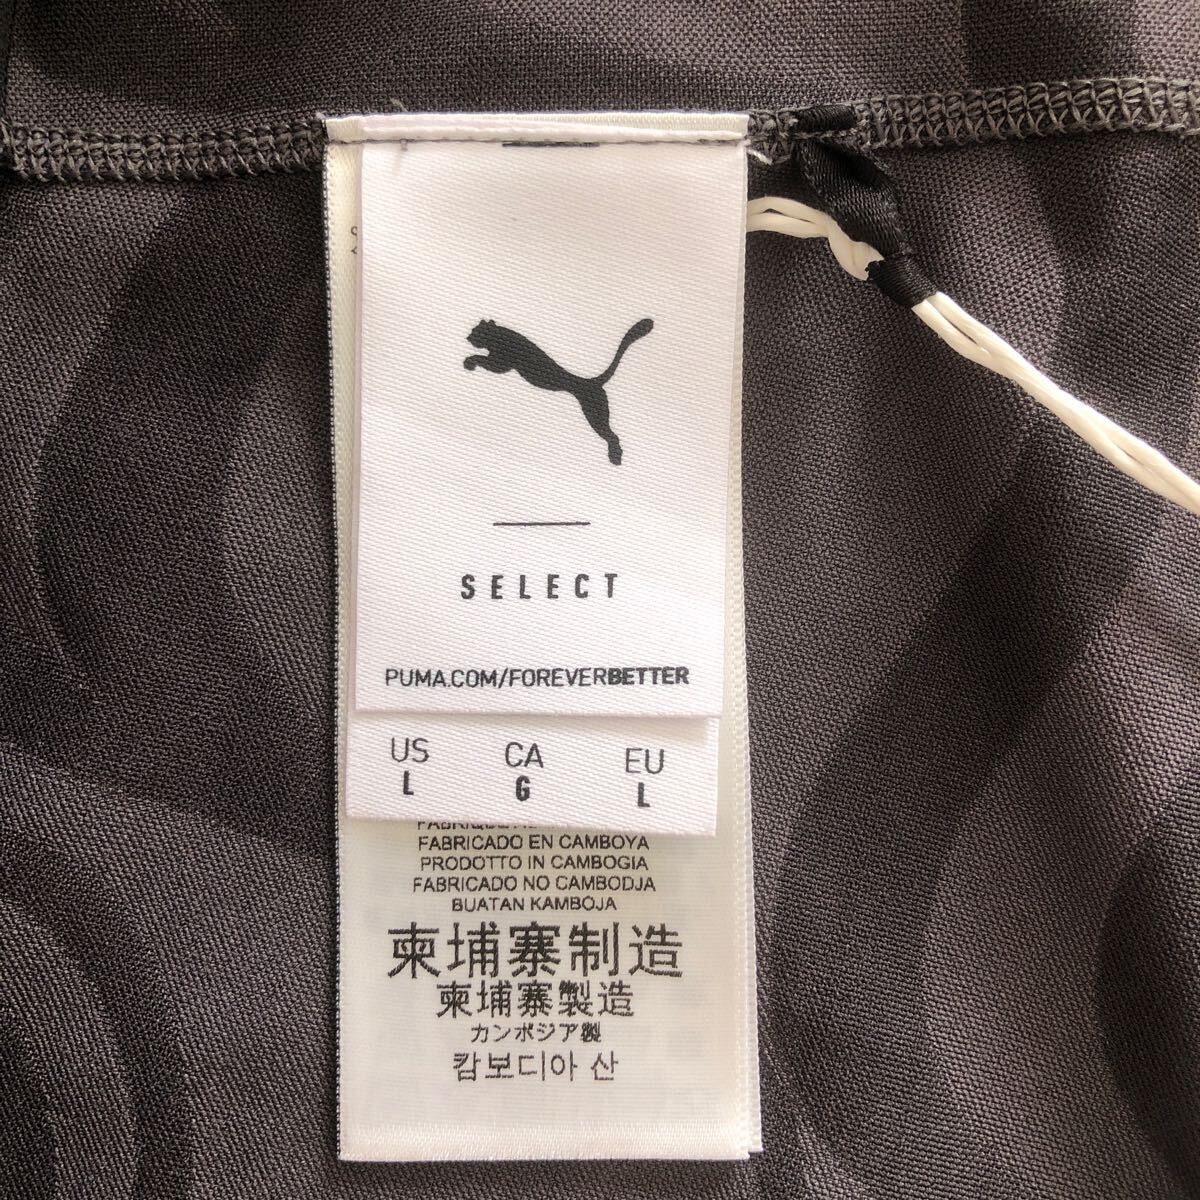 SELECT
PUMA.COM/FOREVERBETTER
US CA EU
L G L
FABRICADO EN CAMBOYA
PRODOTTO IN CAMBOGIA
FABRICADO NO CAMBODJA
BUATAN KAMBOJA
柬埔寨制造
柬埔寨製造
カンボジア製
캄보디아 산